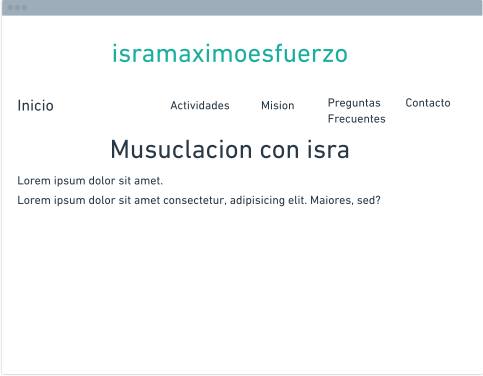 isramaximoesfuerzo
Inicio Actividades Mision Preguntas Frecuentes Contacto
Musuclacion con isra
Lorem ipsum dolor sit amet.
Lorem ipsum dolor sit amet consectetur, adipisicing elit. Maiores, sed?